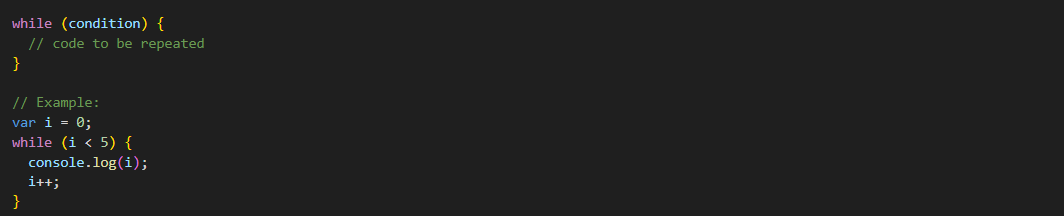 while (condition) {
  // code to be repeated
}
// Example:
var i = 0;
while (i < 5) {
  console.log(i);
  i++;
}